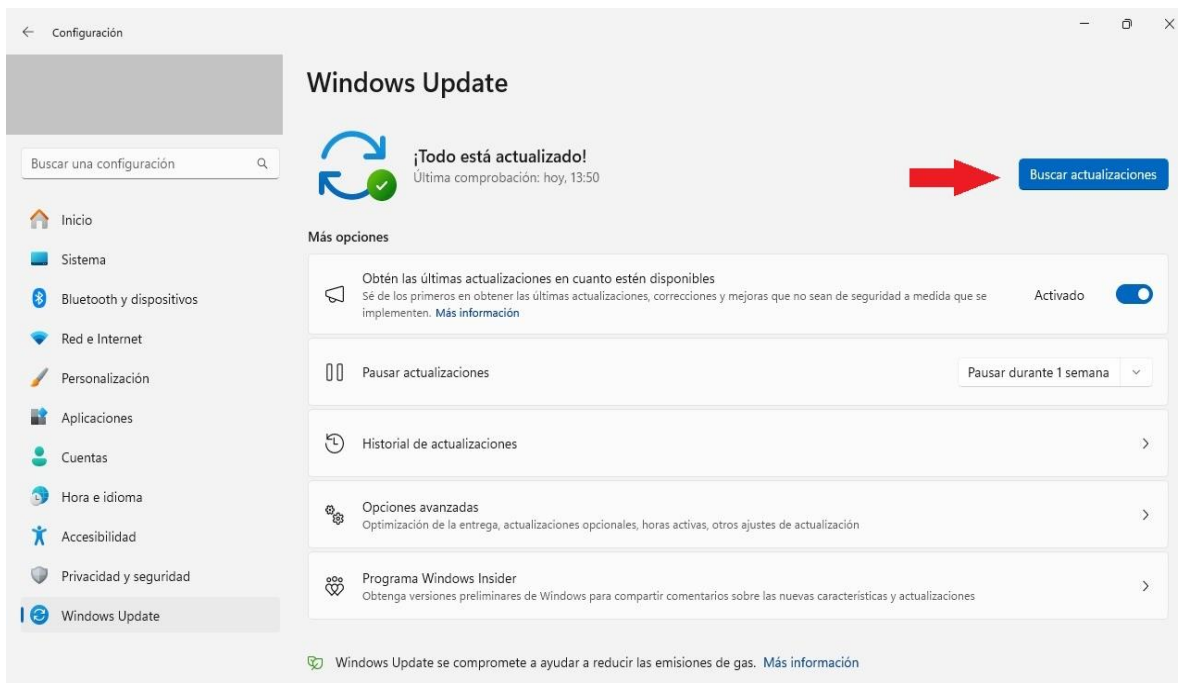 Configuración
Windows Update
Buscar una configuración
¡Todo está actualizado!
Última comprobación: hoy, 13:50
Buscar actualizaciones
Inicio
Sistema
Bluetooth y dispositivos
Red e Internet
Personalización
Aplicaciones
Cuentas
Hora e idioma
Accesibilidad
Privacidad y seguridad
Windows Update
Más opciones
Obtén las últimas actualizaciones en cuanto estén disponibles
Sé de los primeros en obtener las últimas actualizaciones, correcciones y mejoras que no sean de seguridad a medida que se
implementen. Más información
Activado
Pausar actualizaciones
Pausar durante 1 semana
Historial de actualizaciones
Opciones avanzadas
Optimización de la entrega, actualizaciones opcionales, horas activas, otros ajustes de actualización
Programa Windows Insider
Obtenga versiones preliminares de Windows para compartir comentarios sobre las nuevas características y actualizaciones
Windows Update se compromete a ayudar a reducir las emisiones de gas. Más información